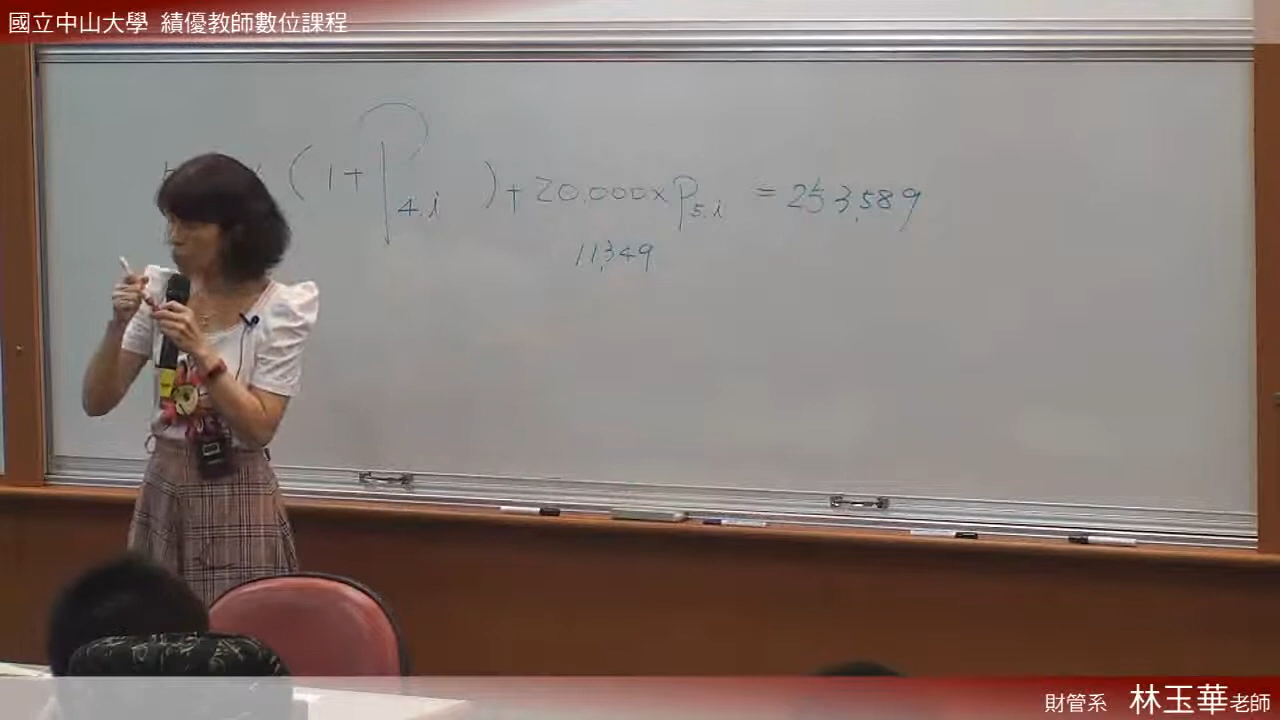 國立中山大學 績優教師數位課程
(1+P4.i)+20,000×P5.i =253,589
11,349
財管系 林玉華老師